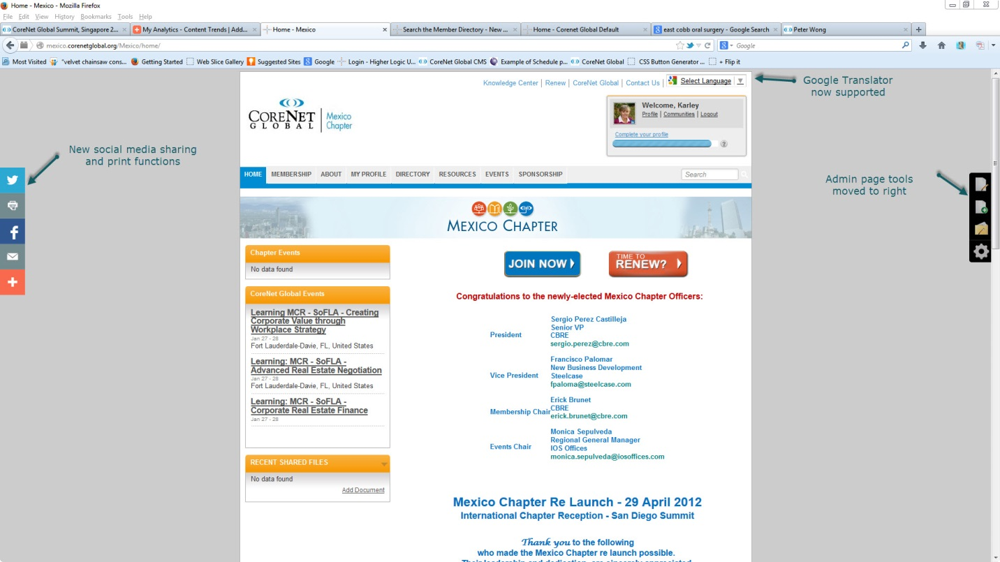 Home - Mexico - Mozilla Firefox
File Edit View History Bookmarks Tools Help
CoreNet Global Summit, Singapore 2...
My Analytics - Content Trends | Add...
Home - Mexico
Search the Member Directory - New ...
Home - Corenet Global Default
east cobb oral surgery - Google Search
Peter Wong
mexico.corenetglobal.org/Mexico/home/
Google
Most Visited "velvet chainsaw cons... Getting Started Web Slice Gallery Suggested Sites Google Login - Higher Logic U... CoreNet Global CMS Example of Schedule p... CoreNet Global CSS Button Generator ... + Flip it
Knowledge Center | Renew | CoreNet Global | Contact Us | Select Language
Google Translator
now supported
CORENET
GLOBAL
Mexico
Chapter
Welcome, Karley
Profile | Communities | Logout
Complete your profile
?
New social media sharing
and print functions
HOME MEMBERSHIP ABOUT MY PROFILE DIRECTORY RESOURCES EVENTS SPONSORSHIP
Search
Admin page tools
moved to right
MEXICO CHAPTER
Chapter Events
No data found
CoreNet Global Events
Learning MCR - SoFLA - Creating
Corporate Value through
Workplace Strategy
Jan 27 - 28
Fort Lauderdale-Davie, FL, United States
Learning: MCR - SoFLA -
Advanced Real Estate Negotiation
Jan 27 - 28
Fort Lauderdale-Davie, FL, United States
Learning: MCR - SoFLA -
Corporate Real Estate Finance
Jan 27 - 28
RECENT SHARED FILES
No data found
Add Document
JOIN NOW
TIME TO
RENEW?
Congratulations to the newly-elected Mexico Chapter Officers:
President
Sergio Perez Castilleja
Senior VP
CBRE
sergio.perez@cbre.com
Vice President
Francisco Palomar
New Business Development
Steelcase
fpaloma@steelcase.com
Membership Chair
Erick Brunet
CBRE
erick.brunet@cbre.com
Events Chair
Monica Sepulveda
Regional General Manager
IOS Offices
monica.sepulveda@iosoffices.com
Mexico Chapter Re Launch - 29 April 2012
International Chapter Reception - San Diego Summit
Thank you to the following
who made the Mexico Chapter re launch possible.
Their leadership and dedication are sincerely appreciated